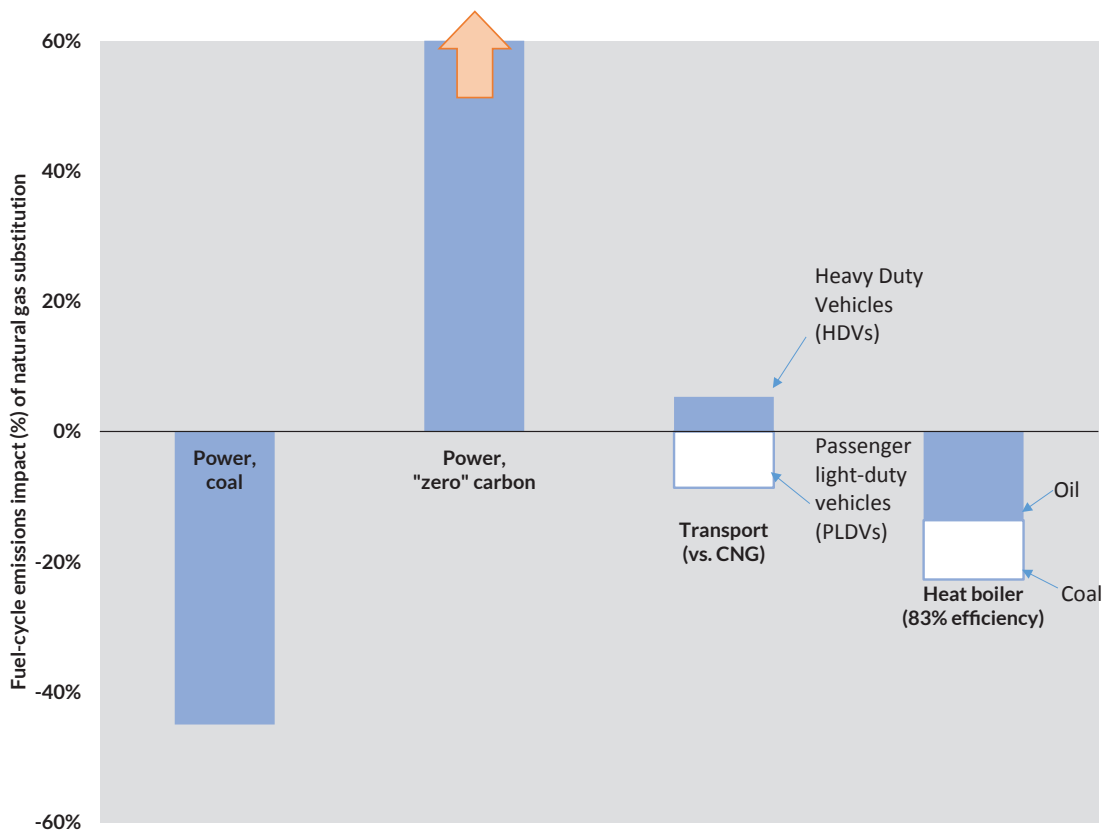 Fuel-cycle emissions impact (%) of natural gas substitution
60%
40%
20%
0%
-20%
-40%
-60%
Power,
coal
Power,
"zero" carbon
Heavy Duty
Vehicles
(HDVs)
Passenger
light-duty
vehicles
(PLDVs)
Transport
(vs. CNG)
Oil
Coal
Heat boiler
(83% efficiency)